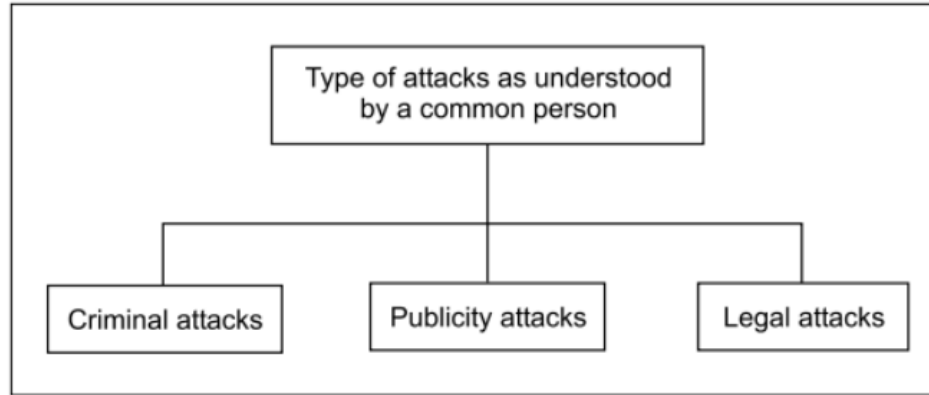 Type of attacks as understood
by a common person
Criminal attacks
Publicity attacks
Legal attacks